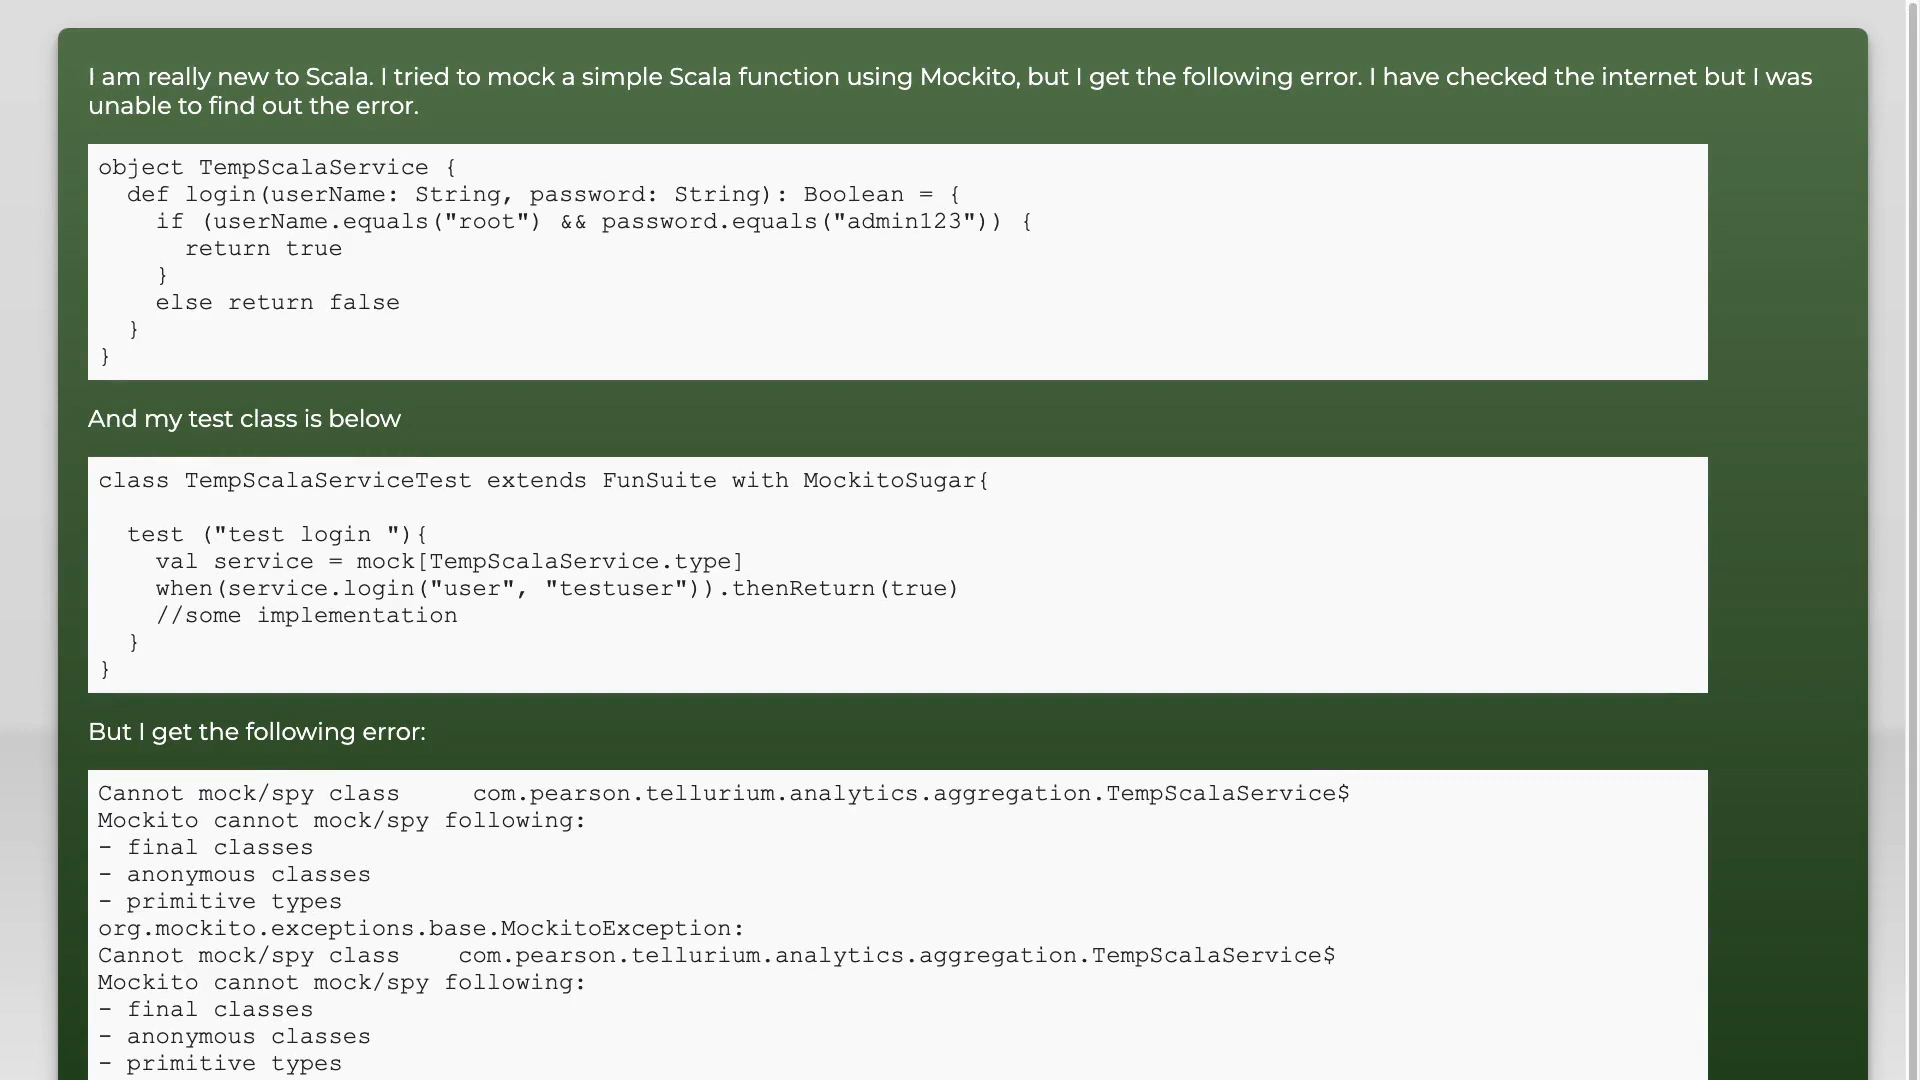 I am really new to Scala. I tried to mock a simple Scala function using Mockito, but I get the following error. I have checked the internet but I was
unable to find out the error.
object TempScalaService {
  def login(userName: String, password: String): Boolean = {
    if (userName.equals("root") && password.equals("admin123")) {
      return true
    }
    else return false
  }
}
And my test class is below
class TempScalaServiceTest extends FunSuite with MockitoSugar{
  test ("test login "){
    val service = mock[TempScalaService.type]
    when(service.login("user", "testuser")).thenReturn(true)
    //some implementation
  }
}
But I get the following error:
Cannot mock/spy class     com.pearson.tellurium.analytics.aggregation.TempScalaService$
Mockito cannot mock/spy following:
- final classes
- anonymous classes
- primitive types
org.mockito.exceptions.base.MockitoException:
Cannot mock/spy class    com.pearson.tellurium.analytics.aggregation.TempScalaService$
Mockito cannot mock/spy following:
- final classes
- anonymous classes
- primitive types